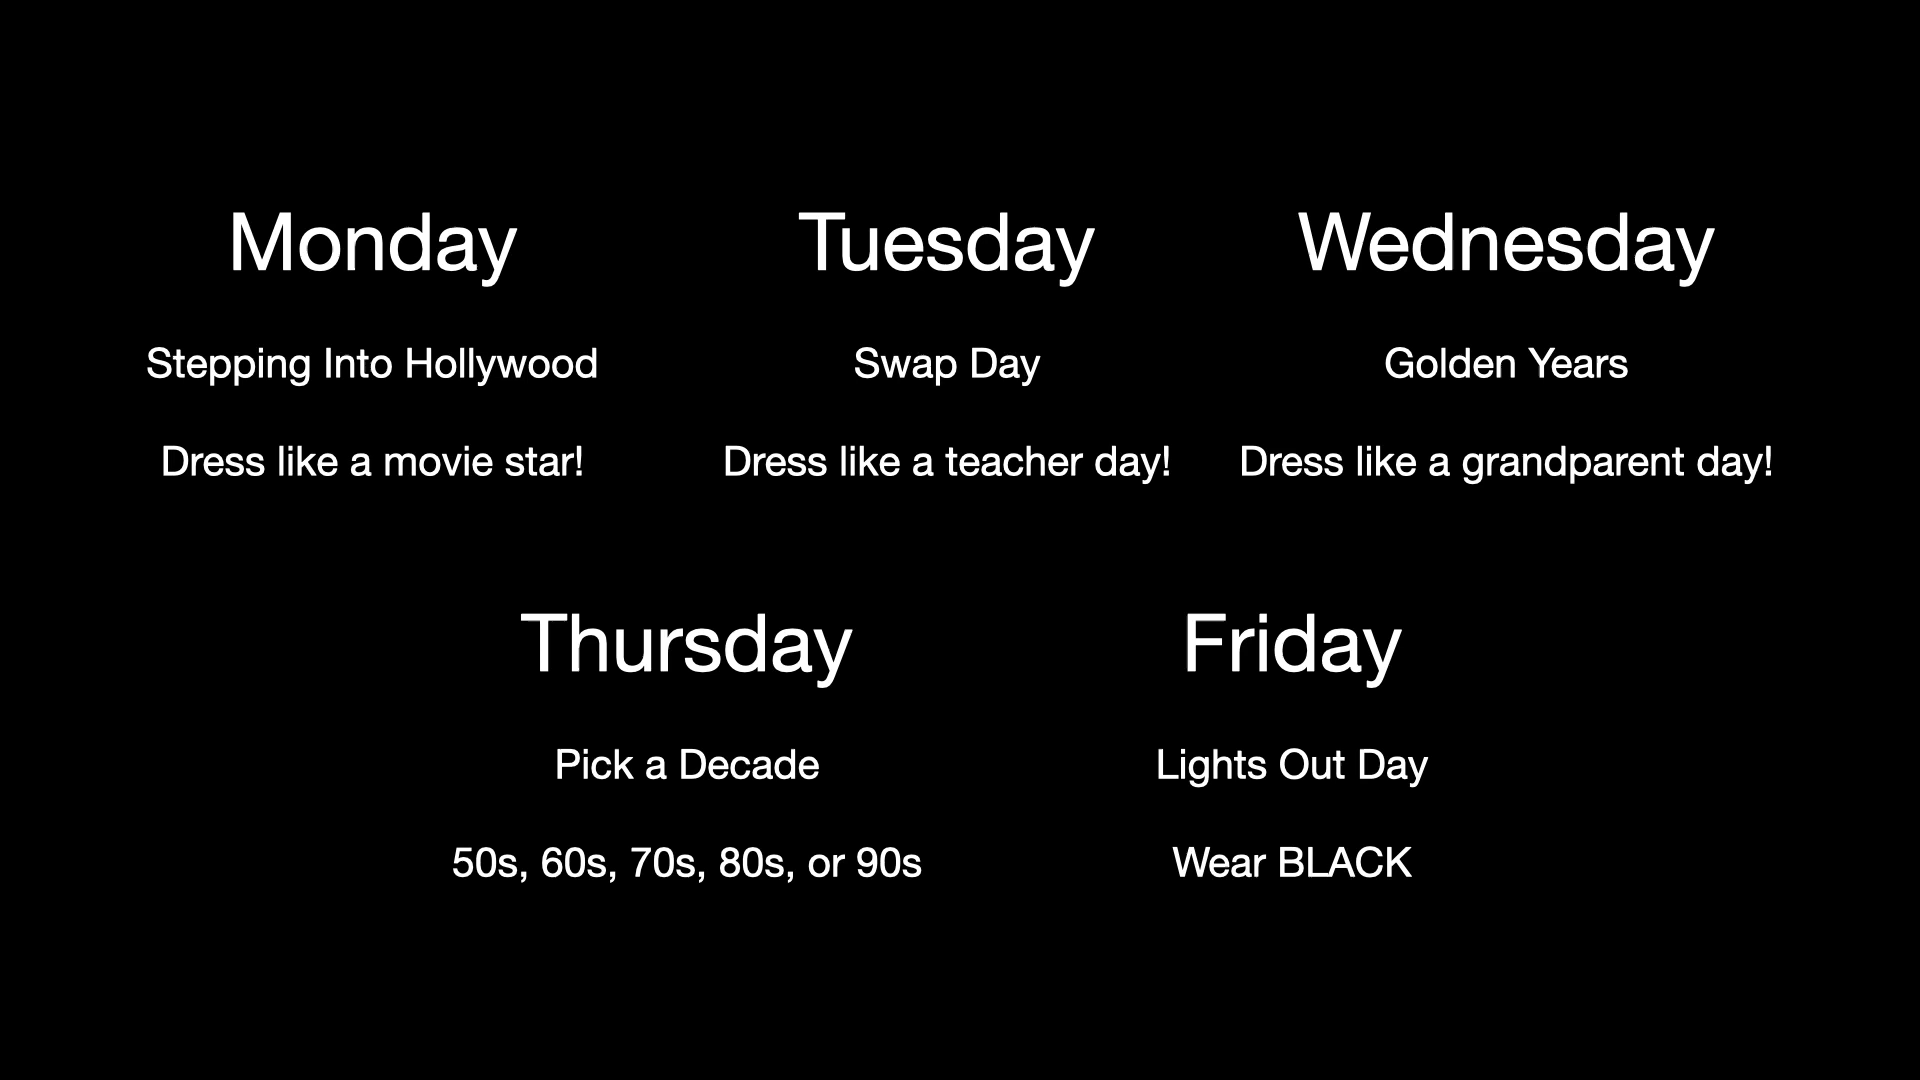 Monday
Stepping Into Hollywood
Dress like a movie star!
Tuesday
Swap Day
Dress like a teacher day!
Wednesday
Golden Years
Dress like a grandparent day!
Thursday
Pick a Decade
50s, 60s, 70s, 80s, or 90s
Friday
Lights Out Day
Wear BLACK